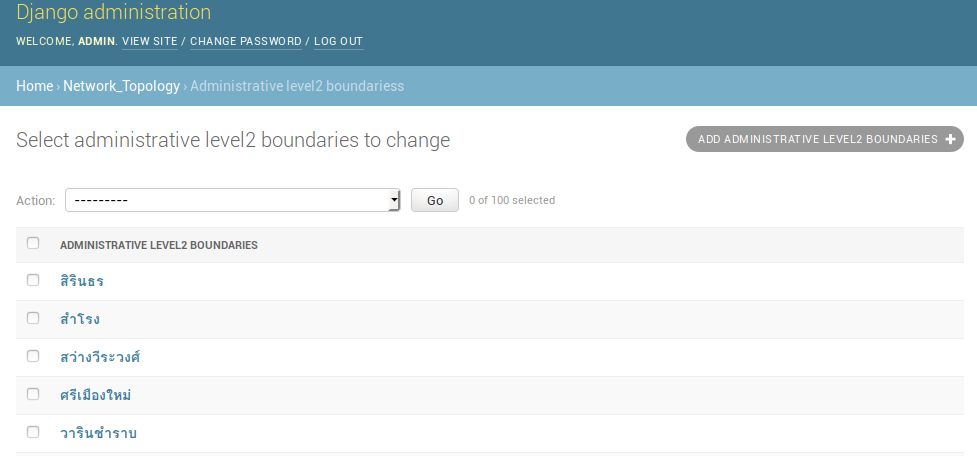 Django administration
WELCOME, ADMIN. VIEW SITE / CHANGE PASSWORD / LOG OUT
Home › Network_Topology › Administrative level2 boundariess
Select administrative level2 boundaries to change
ADD ADMINISTRATIVE LEVEL2 BOUNDARIES +
Action: --------- Go 0 of 100 selected
ADMINISTRATIVE LEVEL2 BOUNDARIES
สิรินธร
สำโรง
สว่างวีระวงศ์
ศรีเมืองใหม่
วารินชำราบ